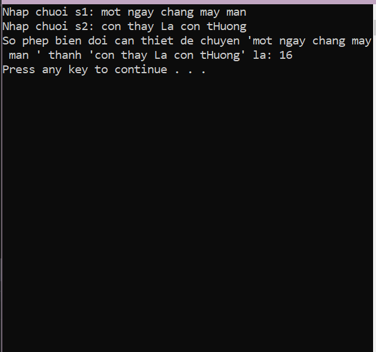 Nhap chuoi s1: mot ngay chang may man
Nhap chuoi s2: con thay La con tHuong
So phep bien doi can thiet de chuyen 'mot ngay chang may
 man ' thanh 'con thay La con tHuong' la: 16
Press any key to continue . . .